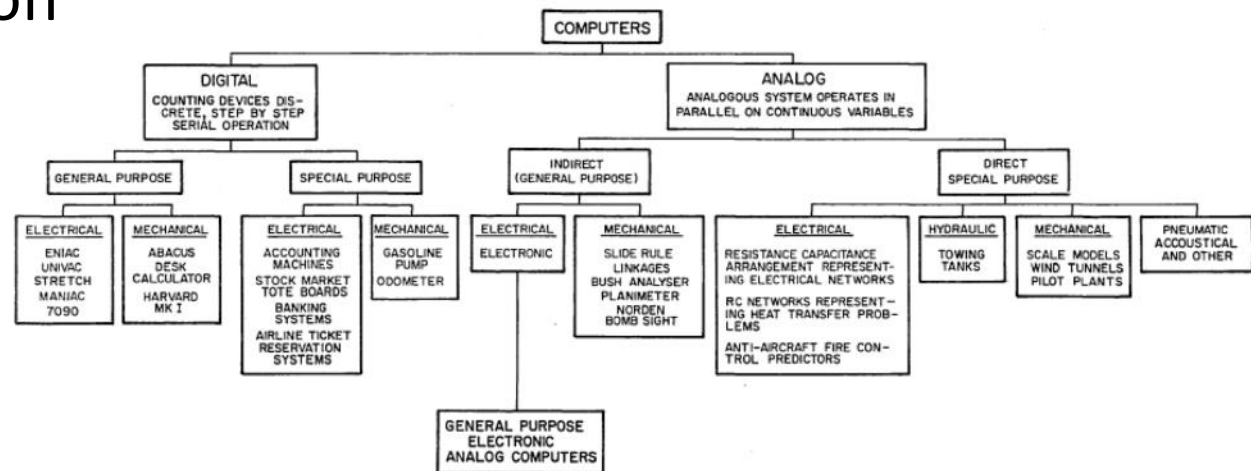 COMPUTERS
DIGITAL
COUNTING DEVICES DIS-
CRETE, STEP BY STEP
SERIAL OPERATION
ANALOG
ANALOGOUS SYSTEM OPERATES IN
PARALLEL ON CONTINUOUS VARIABLES
GENERAL PURPOSE
SPECIAL PURPOSE
INDIRECT
(GENERAL PURPOSE)
DIRECT
SPECIAL PURPOSE
ELECTRICAL
ENIAC
UNIVAC
STRETCH
MANIAC
7090
MECHANICAL
ABACUS
DESK
CALCULATOR
HARVARD
MK I
ELECTRICAL
ACCOUNTING
MACHINES
STOCK MARKET
TOTE BOARDS
BANKING
SYSTEMS
AIRLINE TICKET
RESERVATION
SYSTEMS
MECHANICAL
GASOLINE
PUMP
ODOMETER
ELECTRICAL
ELECTRONIC
MECHANICAL
SLIDE RULE
LINKAGES
BUSH ANALYSER
PLANIMETER
NORDEN
BOMB SIGHT
ELECTRICAL
RESISTANCE CAPACITANCE
ARRANGEMENT REPRESENT-
ING ELECTRICAL NETWORKS
RC NETWORKS REPRESENT-
ING HEAT TRANSFER PROB-
LEMS
ANTI-AIRCRAFT FIRE CON-
TROL PREDICTORS
HYDRAULIC
TOWING
TANKS
MECHANICAL
SCALE MODELS
WIND TUNNELS
PILOT PLANTS
PNEUMATIC
ACCOUSTICAL
AND OTHER
GENERAL PURPOSE
ELECTRONIC
ANALOG COMPUTERS